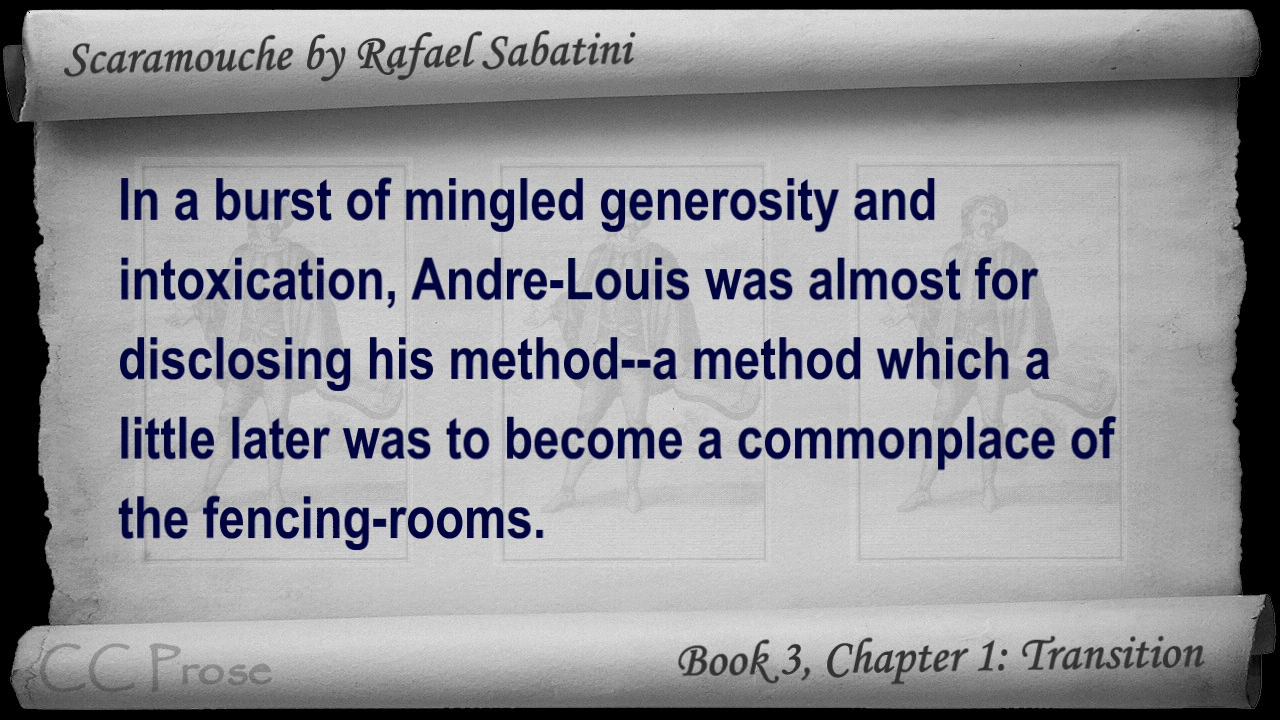 Scaramouche by Rafael Sabatini
In a burst of mingled generosity and
intoxication, Andre-Louis was almost for
disclosing his method--a method which a
little later was to become a commonplace of
the fencing-rooms.
CC Prose
Book 3, Chapter 1: Transition